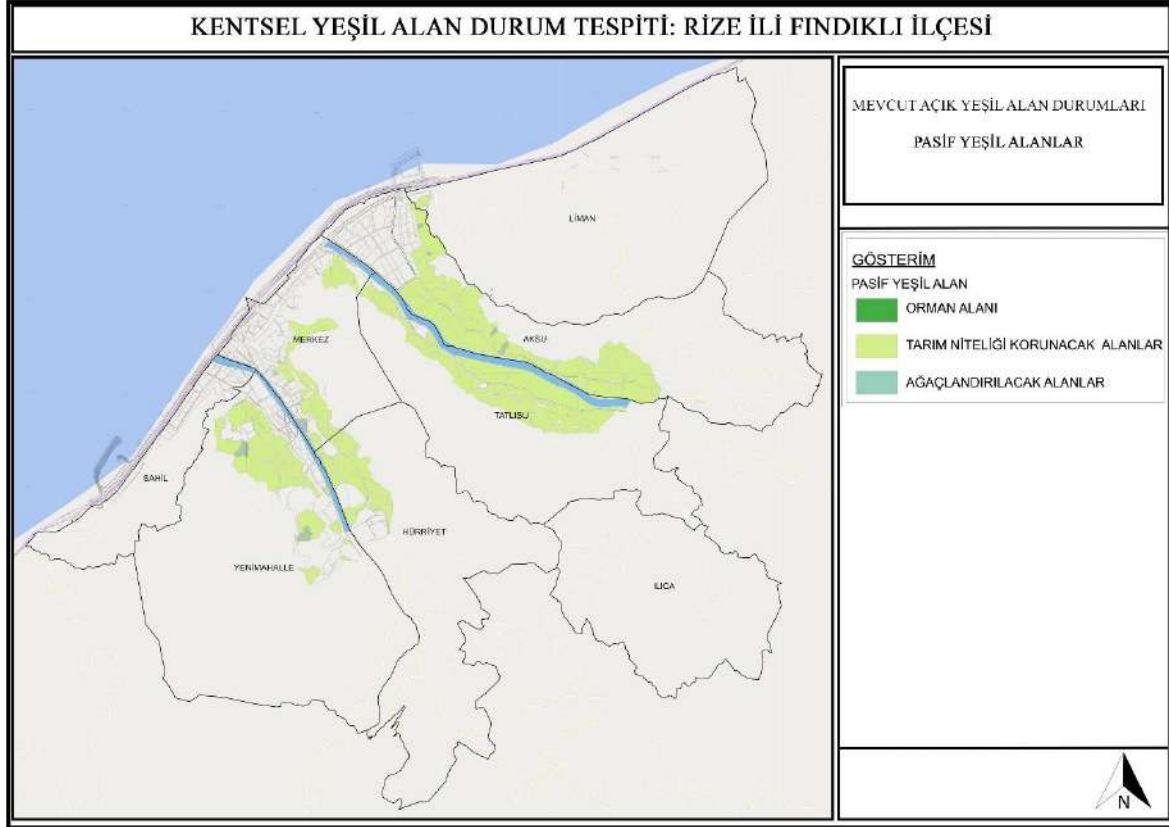 KENTSEL YEŞİL ALAN DURUM TESPİTİ: RİZE İLİ FINDIKLI İLÇESİ
MEVCUT AÇIK YEŞİL ALAN DURUMLARI
PASİF YEŞİL ALANLAR
GÖSTERİM
PASİF YEŞİL ALAN
ORMAN ALANI
TARIM NİTELİĞİ KORUNACAK ALANLAR
AĞAÇLANDIRILACAK ALANLAR
LİMAN
AKSU
MERKEZ
TATLISU
SAHİL
HÜRRİYET
YENİMAHALLE
ILICA
N